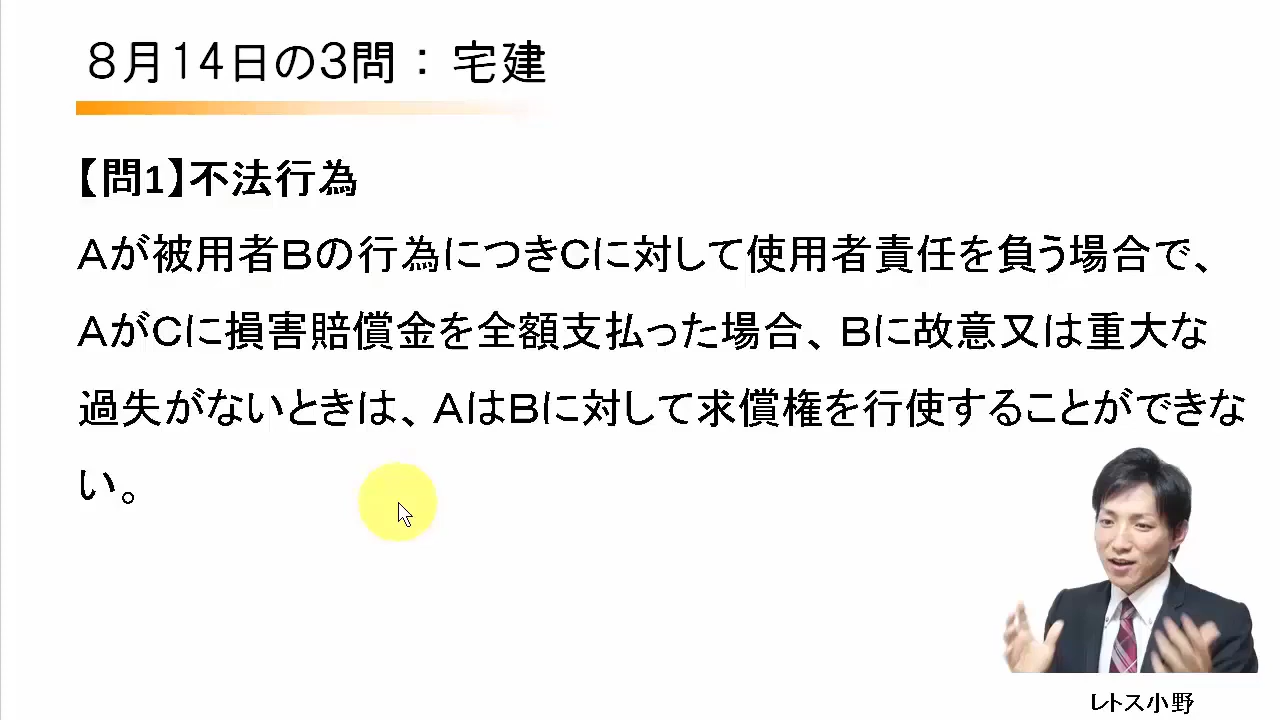 ８月14日の3問：宅建
【問1】不法行為
Ａが被用者Ｂの行為につきＣに対して使用者責任を負う場合で、
ＡがＣに損害賠償金を全額支払った場合、Ｂに故意又は重大な
過失がないときは、ＡはＢに対して求償権を行使することができな
い。
レトス小野